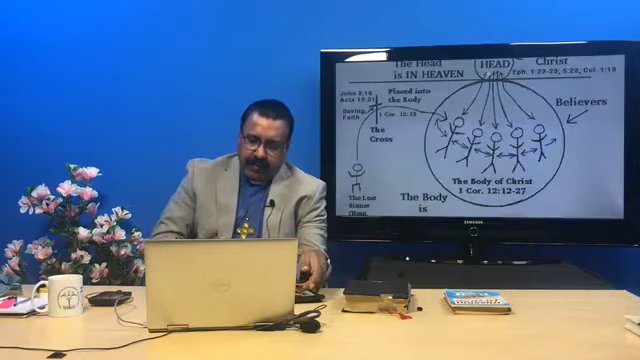 The Head
is IN HEAVEN
HEAD
Christ
Eph. 1:22-23; 5:23; Col. 1:18
John 3:16
Acts 16:31
Placed into
the Body
Saving
Faith
1 Cor. 12:13
The
Cross
Believers
The Lost
Sinner
The Body of Christ
1 Cor. 12:12-27
The Body
is
SAMSUNG
DELL